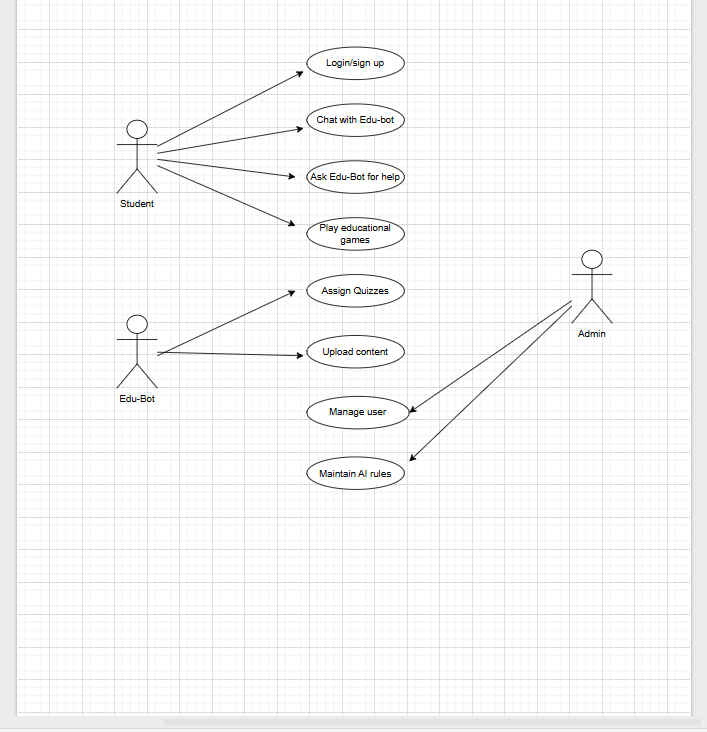 Login/sign up
Chat with Edu-bot
Ask Edu-Bot for help
Student
Play educational
games
Assign Quizzes
Admin
Upload content
Edu-Bot
Manage user
Maintain AI rules